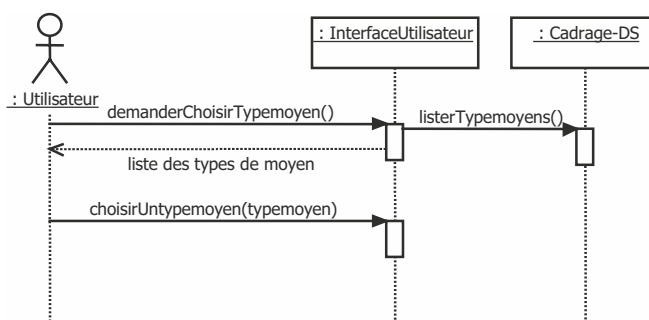 : InterfaceUtilisateur
: Cadrage-DS
: Utilisateur
demanderChoisirTypemoyen()
listerTypemoyens()
liste des types de moyen
choisirUntypemoyen(typemoyen)